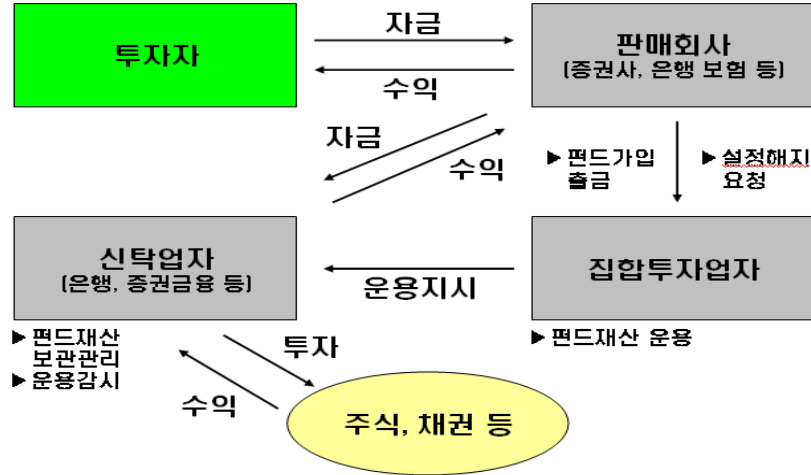 투자자
자금
수익
판매회사
(증권사, 은행 보험 등)
자금
수익
▶ 펀드가입
출금
▶ 설정해지
요청
신탁업자
(은행, 증권금융 등)
운용지시
집합투자업자
▶ 펀드재산
보관관리
▶ 운용감시
▶ 펀드재산 운용
투자
수익
주식, 채권 등